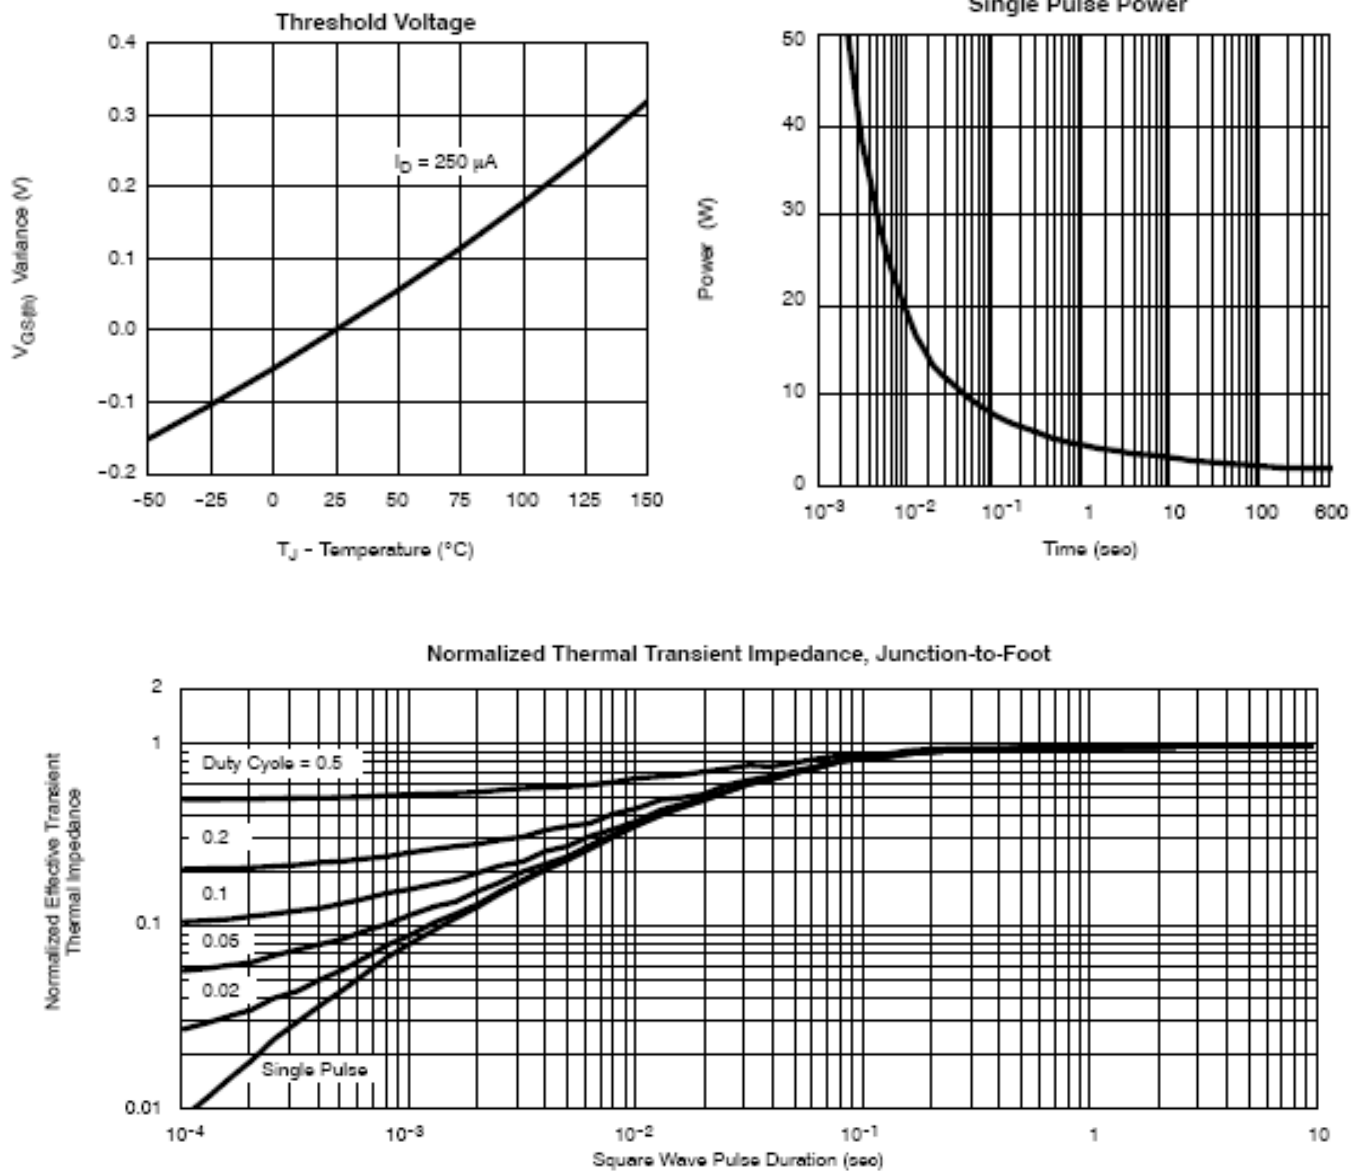 Threshold Voltage
0.4
0.3
0.2
0.1
0.0
-0.1
-0.2
I_D = 250 µA
V_GS(th) Variance (V)
-50 -25 0 25 50 75 100 125 150
T_J - Temperature (°C)
Single Pulse Power
50
40
30
20
10
0
Power (W)
10⁻³ 10⁻² 10⁻¹ 1 10 100 600
Time (sec)
Normalized Thermal Transient Impedance, Junction-to-Foot
2
1
0.1
0.01
Normalized Effective Transient
Thermal Impedance
Duty Cycle = 0.5
0.2
0.1
0.05
0.02
Single Pulse
10⁻⁴ 10⁻³ 10⁻² 10⁻¹ 1 10
Square Wave Pulse Duration (sec)